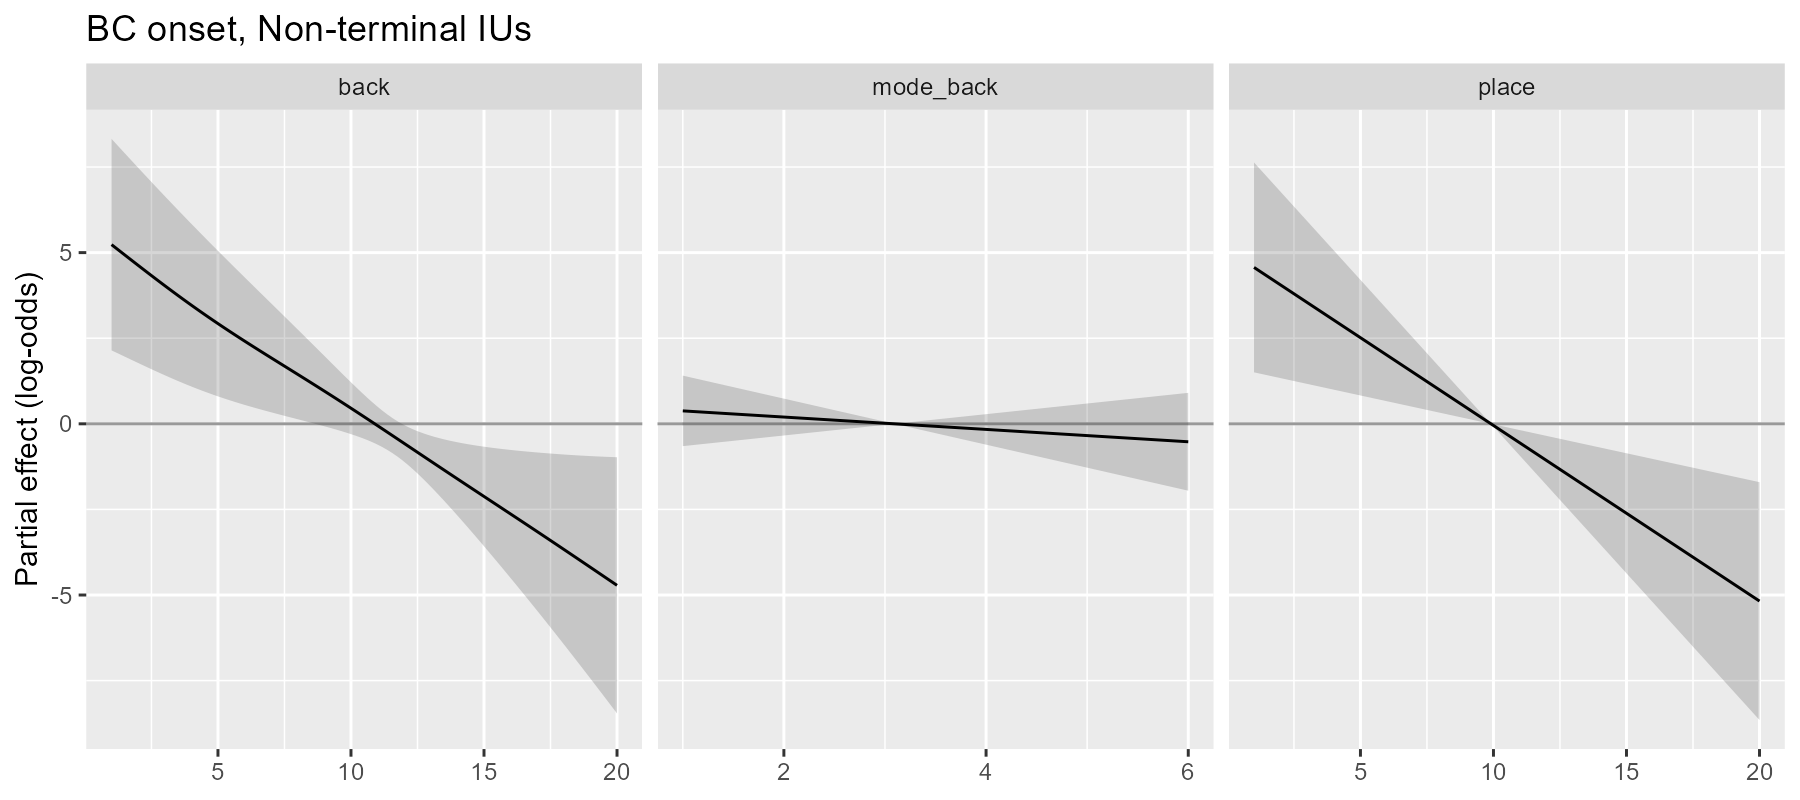 BC onset, Non-terminal IUs
back
mode_back
place
Partial effect (log-odds)
5
0
-5
5 10 15 20
2 4 6
5 10 15 20